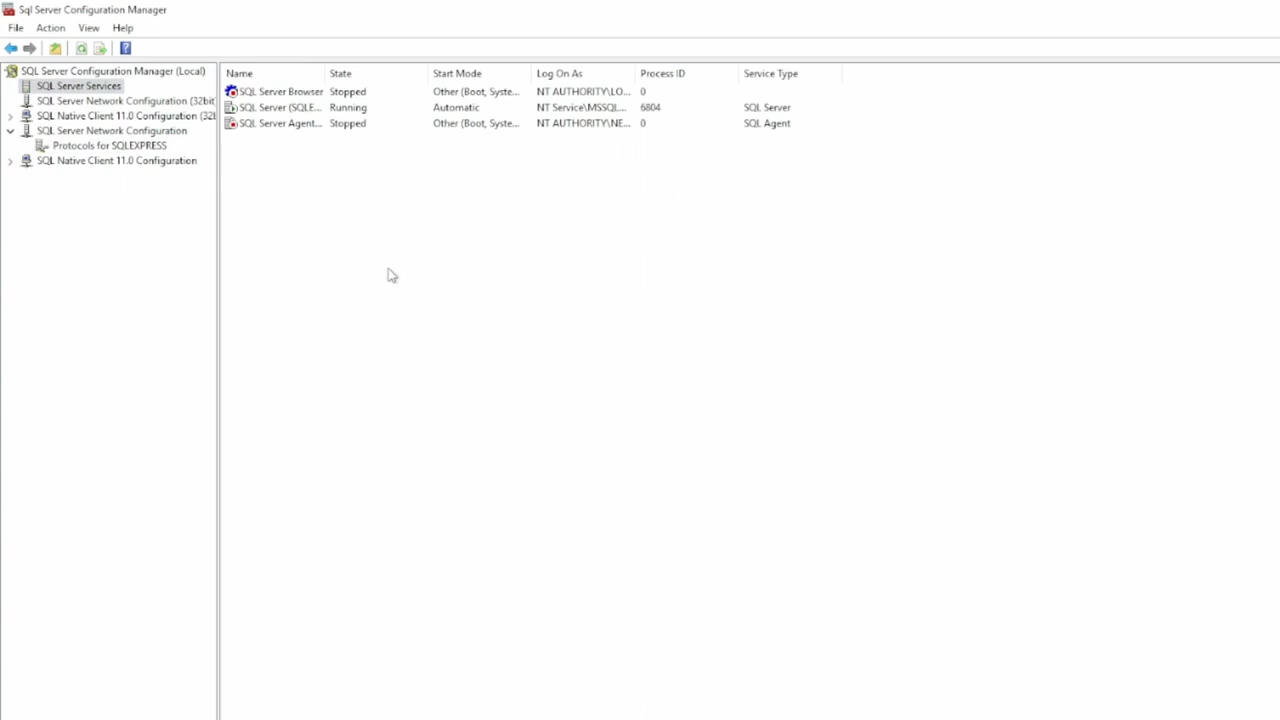 Sql Server Configuration Manager
File Action View Help
SQL Server Configuration Manager (Local)
SQL Server Services
SQL Server Network Configuration (32bit
SQL Native Client 11.0 Configuration (32b
SQL Server Network Configuration
Protocols for SQLEXPRESS
SQL Native Client 11.0 Configuration
Name State Start Mode Log On As Process ID Service Type
SQL Server Browser Stopped Other (Boot, Syste... NT AUTHORITY\LO... 0
SQL Server (SQLE... Running Automatic NT Service\MSSQL... 6804 SQL Server
SQL Server Agent... Stopped Other (Boot, Syste... NT AUTHORITY\NE... 0 SQL Agent